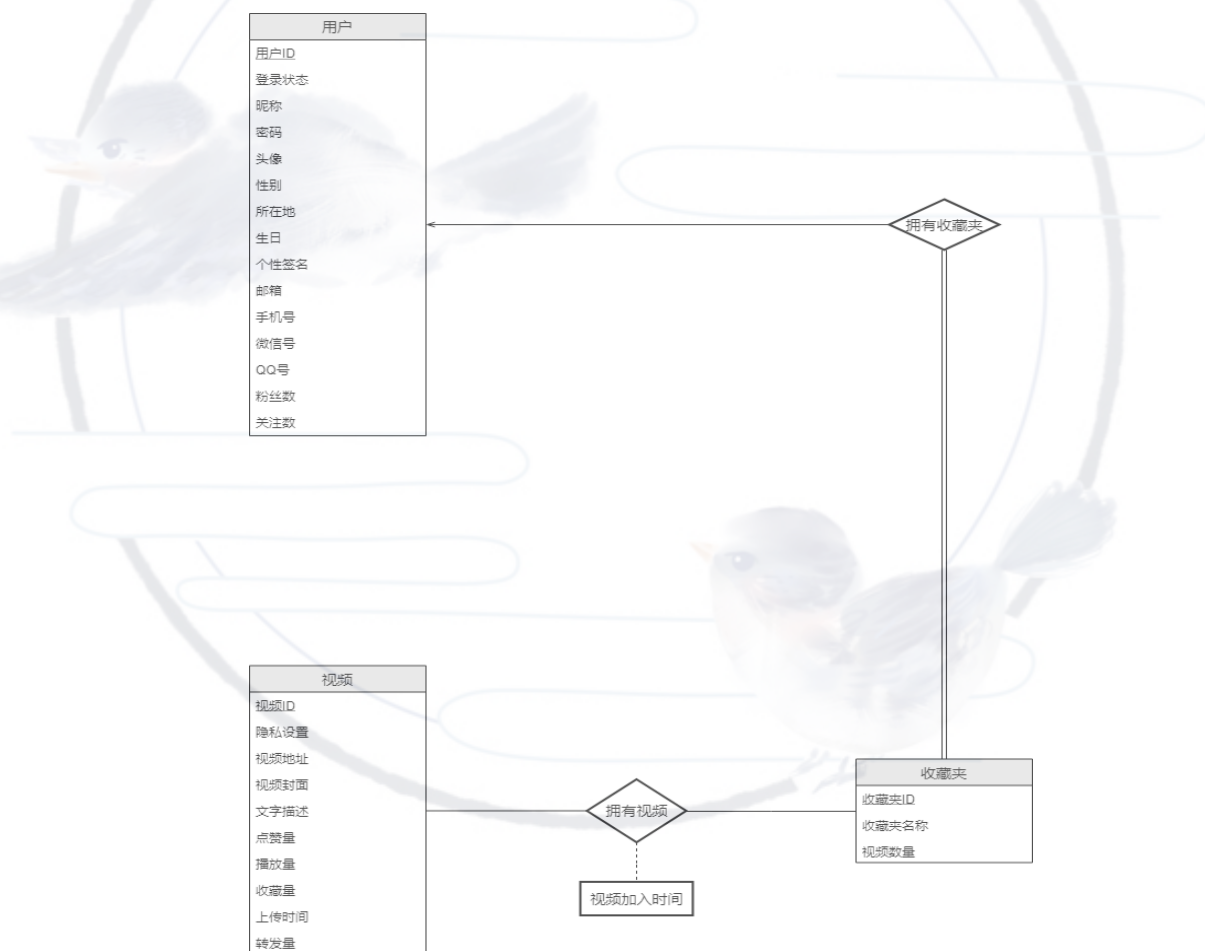 用户
用户ID
登录状态
昵称
密码
头像
性别
所在地
生日
个性签名
邮箱
手机号
微信号
QQ号
粉丝数
关注数
拥有收藏夹
视频
视频ID
隐私设置
视频地址
视频封面
文字描述
点赞量
播放量
收藏量
上传时间
转发量
拥有视频
视频加入时间
收藏夹
收藏夹ID
收藏夹名称
视频数量